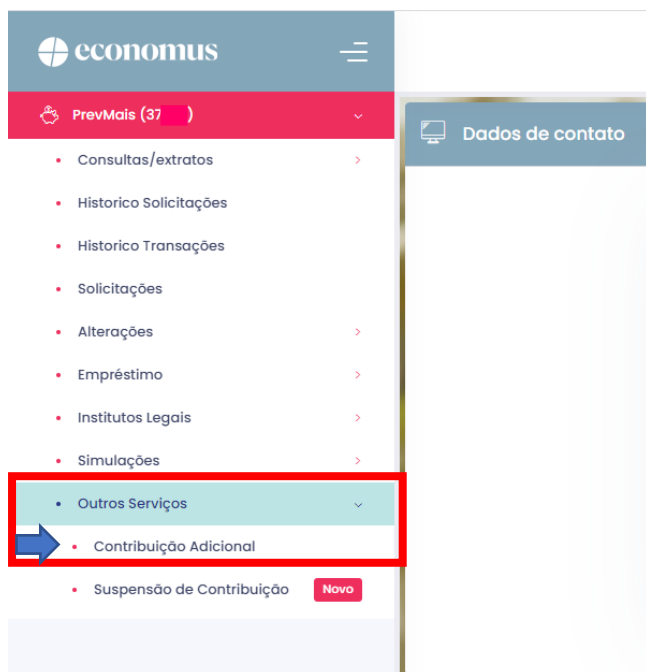 economus
PrevMais (37 )
Dados de contato
Consultas/extratos
Historico Solicitações
Historico Transações
Solicitações
Alterações
Empréstimo
Institutos Legais
Simulações
Outros Serviços
Contribuição Adicional
Suspensão de Contribuição Novo